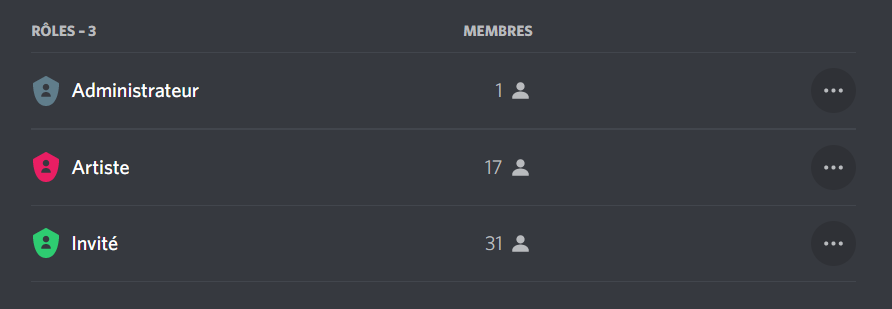 RÔLES – 3 MEMBRES
Administrateur 1
Artiste 17
Invité 31